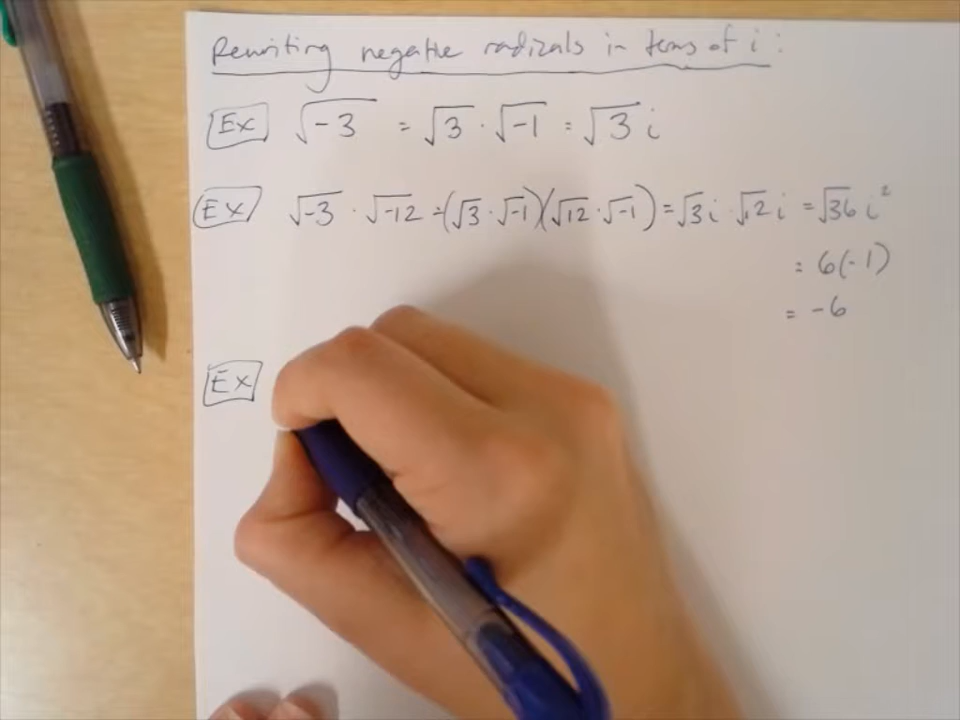 Rewriting negative radicals in terms of i :
Ex √-3 = √3 · √-1 = √3 i
Ex √-3 · √-12 = (√3 · √-1)(√12 · √-1) = √3 i · √12 i = √36 i²
= 6(-1)
= -6
Ex